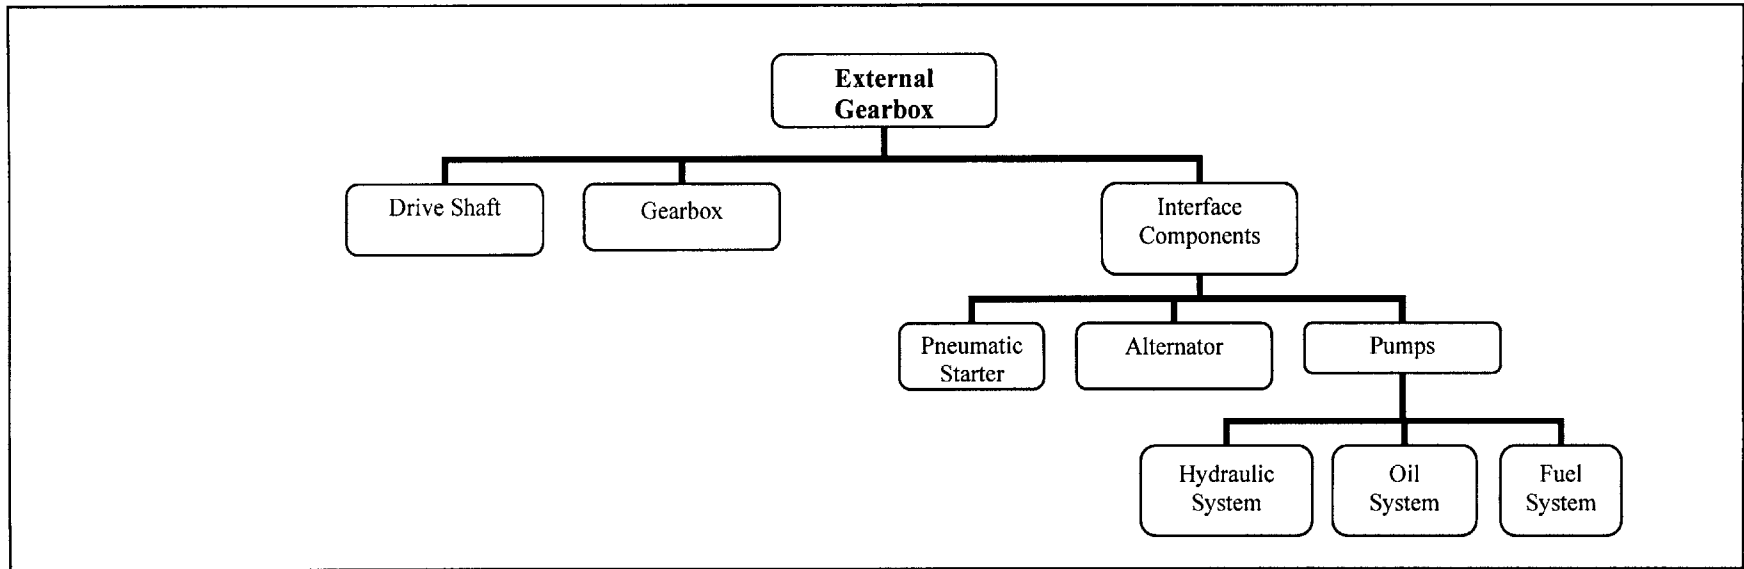 External
Gearbox
Drive Shaft
Gearbox
Interface
Components
Pneumatic
Starter
Alternator
Pumps
Hydraulic
System
Oil
System
Fuel
System